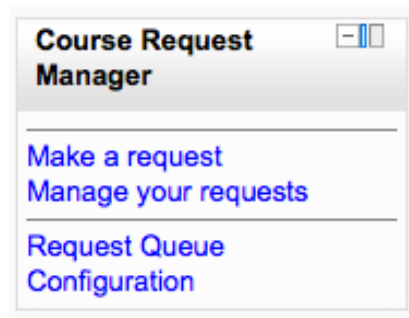 Course Request
Manager
Make a request
Manage your requests
Request Queue
Configuration